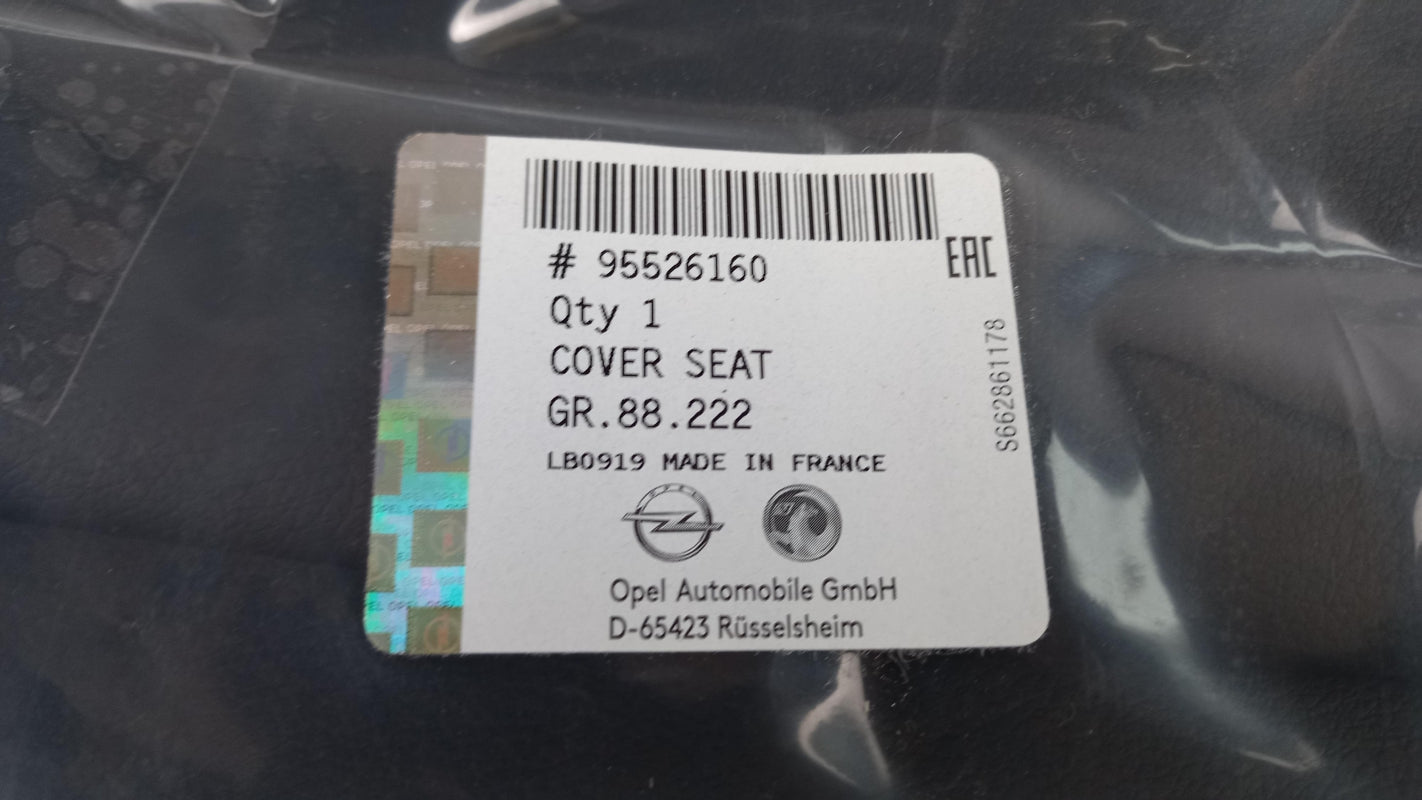 # 95526160
EAC
Qty 1
COVER SEAT
GR.88.222
S662861178
LB0919 MADE IN FRANCE
OPEL
Opel Automobile GmbH
D-65423 Rüsselsheim